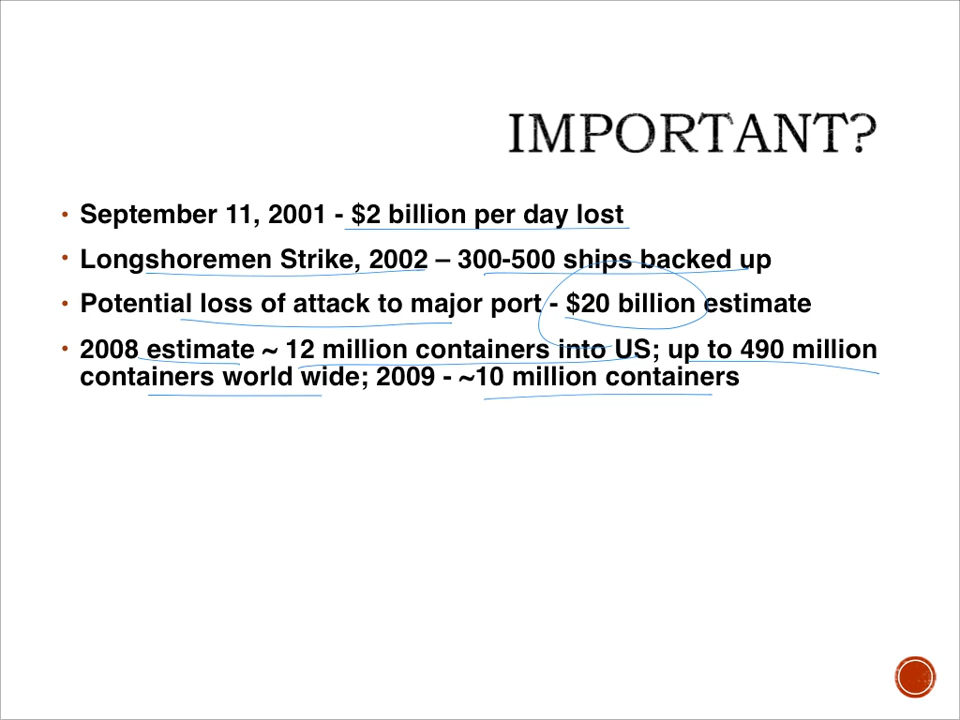 IMPORTANT?
• September 11, 2001 - $2 billion per day lost
• Longshoremen Strike, 2002 – 300-500 ships backed up
• Potential loss of attack to major port - $20 billion estimate
• 2008 estimate ~ 12 million containers into US; up to 490 million
containers world wide; 2009 - ~10 million containers